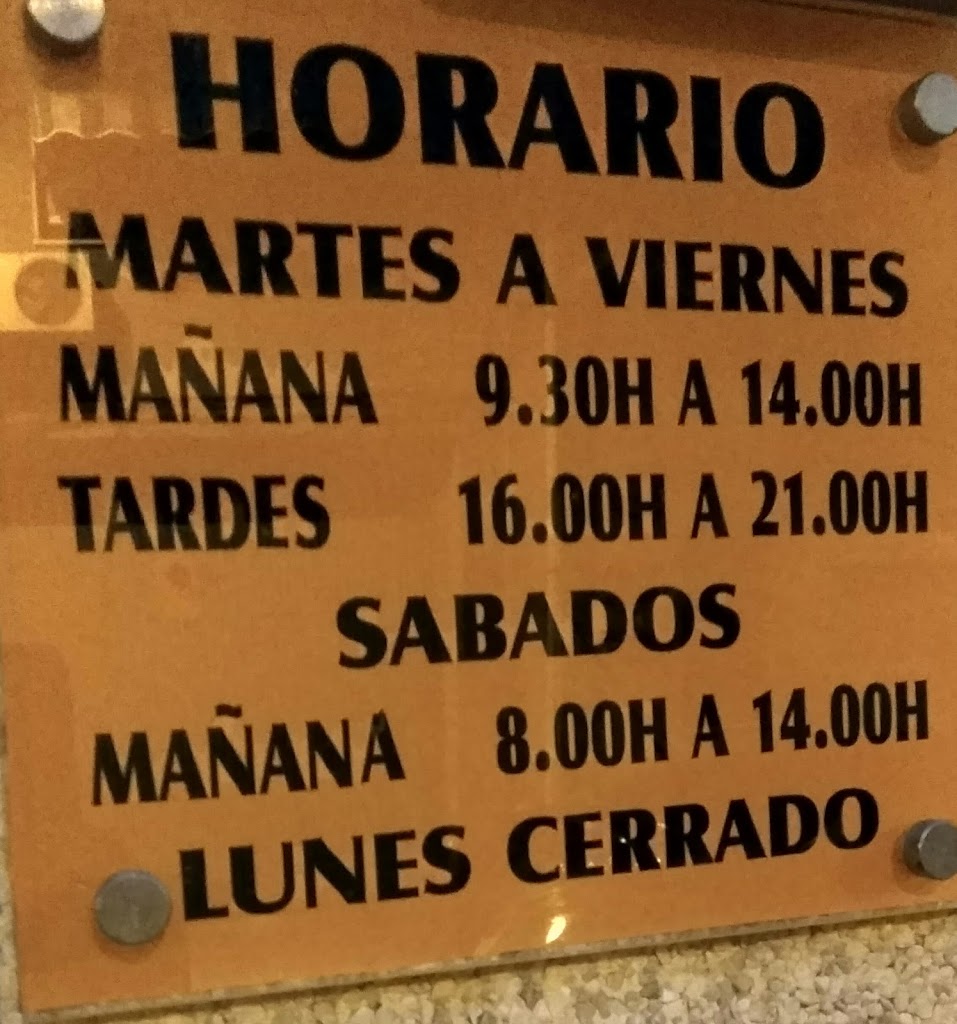 HORARIO
MARTES A VIERNES
MAÑANA 9.30H A 14.00H
TARDES 16.00H A 21.00H
SABADOS
MAÑANA 8.00H A 14.00H
LUNES CERRADO